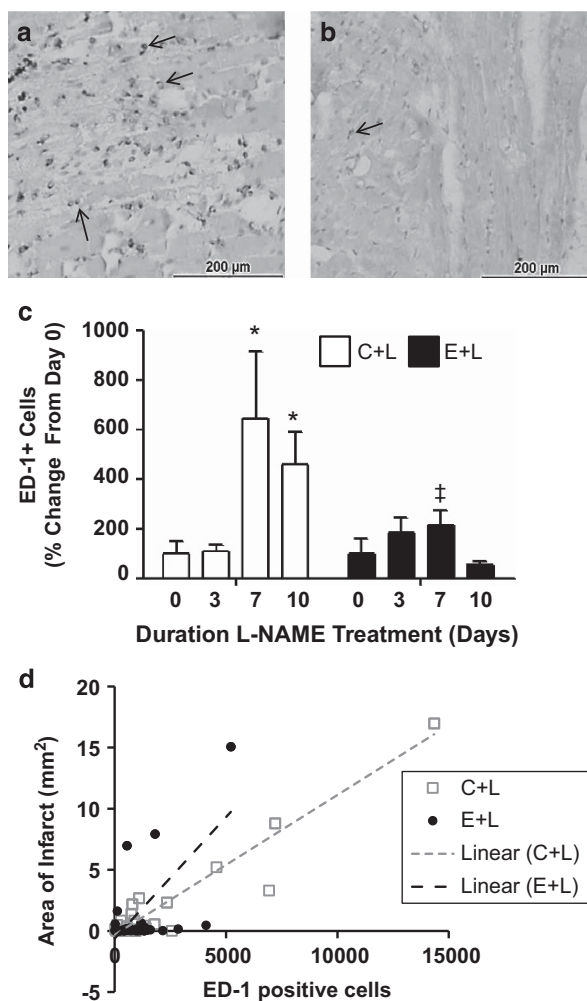 a
b
200 µm
200 µm
c
1000
800
600
400
200
0
ED-1+ Cells
(% Change From Day 0)
*
*
‡
C+L
E+L
0 3 7 10 0 3 7 10
Duration L-NAME Treatment (Days)
d
20
15
10
5
0
-5
Area of Infarct (mm²)
C+L
E+L
Linear (C+L)
Linear (E+L)
0 5000 10000 15000
ED-1 positive cells